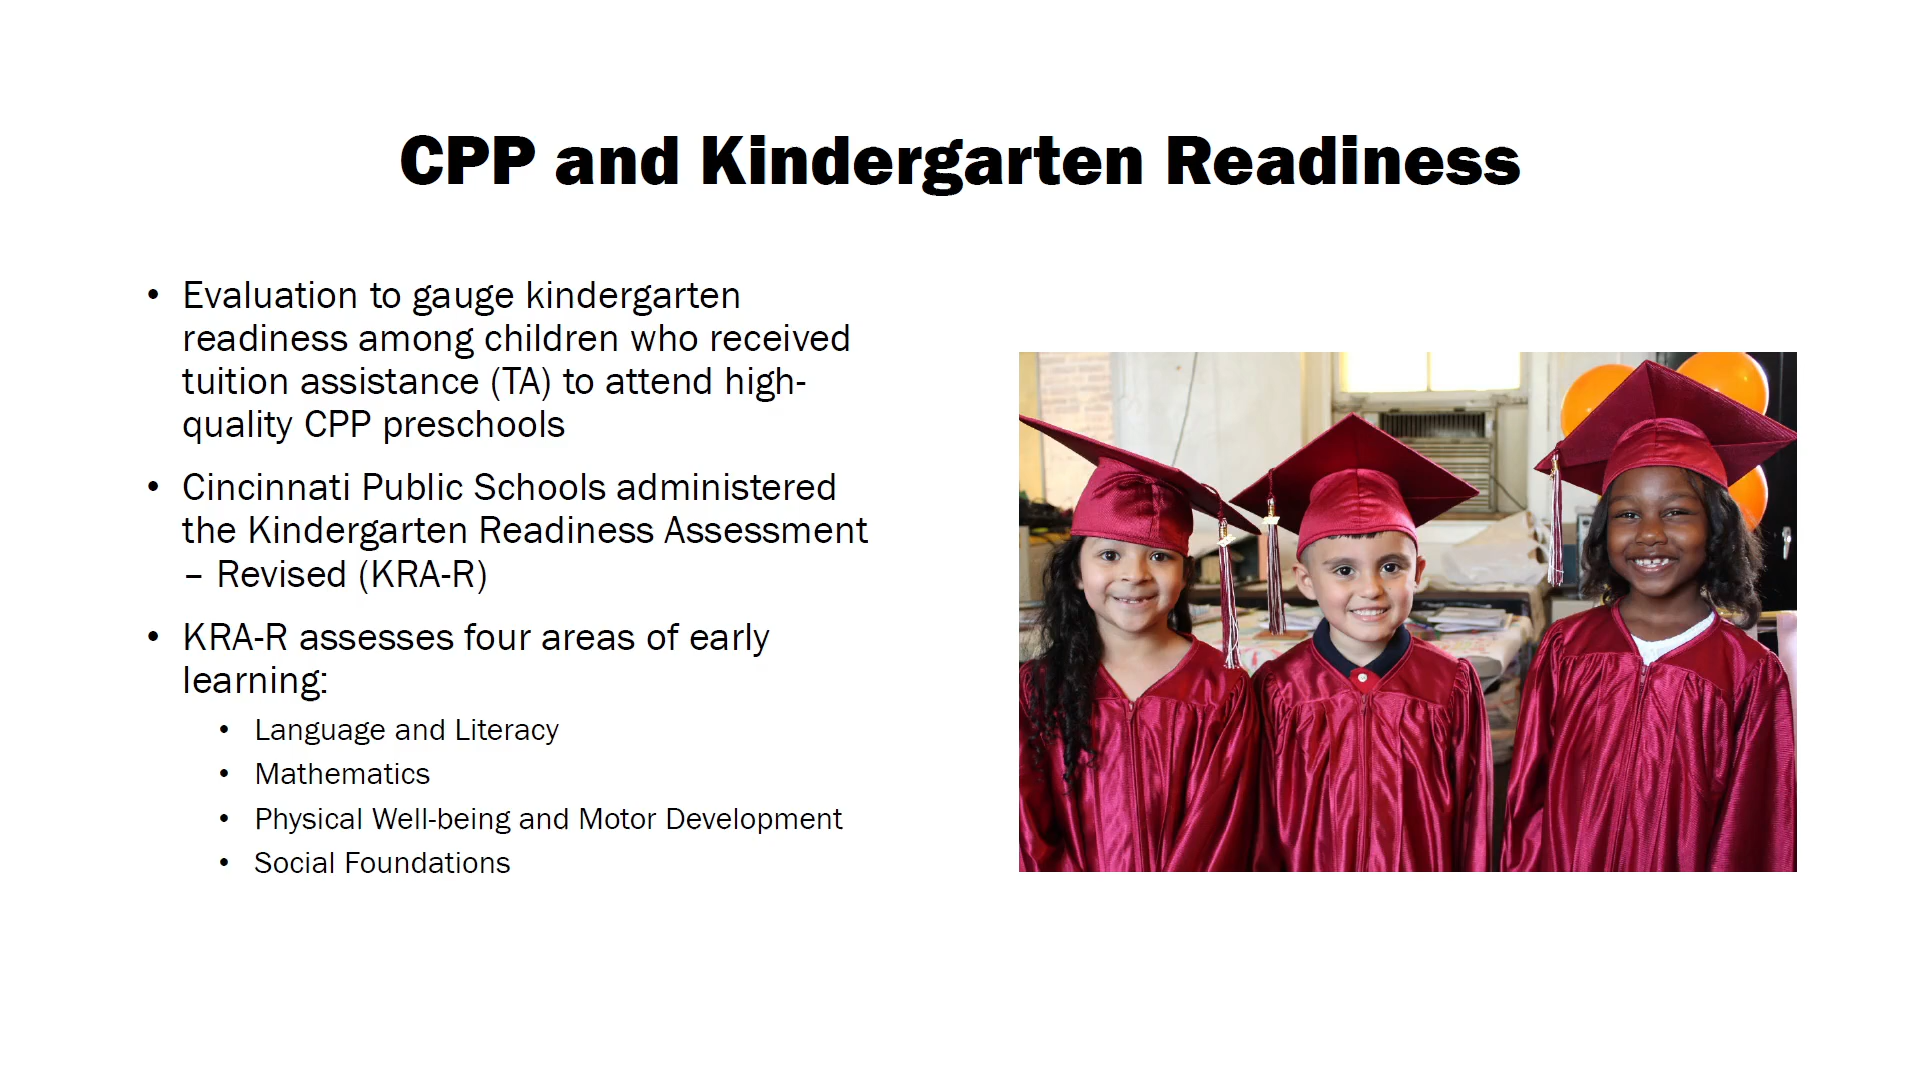 CPP and Kindergarten Readiness
• Evaluation to gauge kindergarten
readiness among children who received
tuition assistance (TA) to attend high-
quality CPP preschools
• Cincinnati Public Schools administered
the Kindergarten Readiness Assessment
– Revised (KRA-R)
• KRA-R assesses four areas of early
learning:
• Language and Literacy
• Mathematics
• Physical Well-being and Motor Development
• Social Foundations